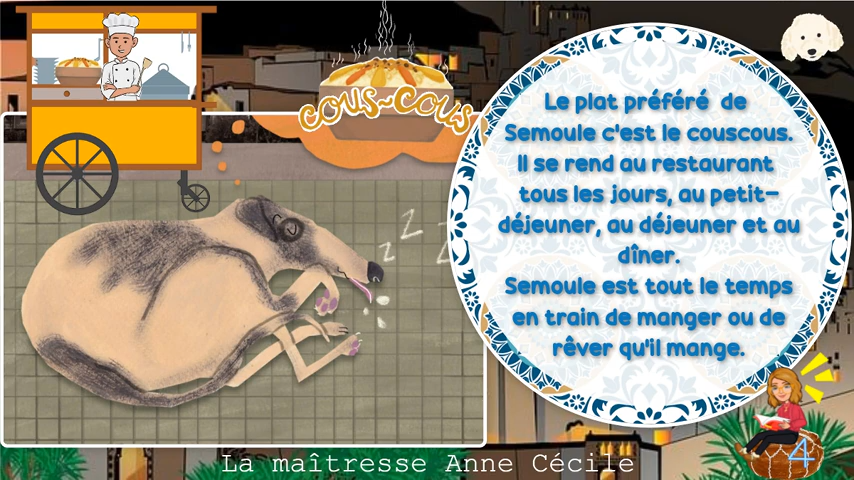 COUS-COUS
Le plat préféré de
Semoule c'est le couscous.
Il se rend au restaurant
tous les jours, au petit-
déjeuner, au déjeuner et au
dîner.
Semoule est tout le temps
en train de manger ou de
rêver qu'il mange.
z Z Z
4
La maîtresse Anne Cécile